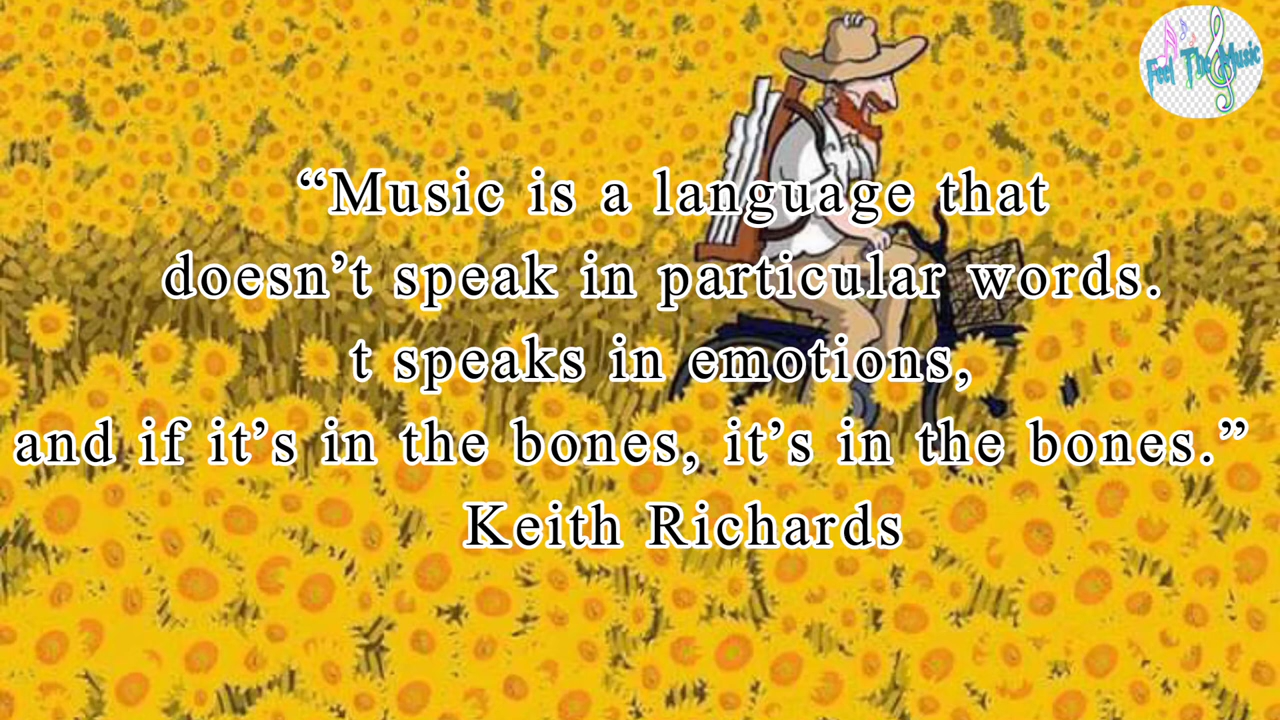 Feel The Music
“Music is a language that
doesn’t speak in particular words.
t speaks in emotions,
and if it’s in the bones, it’s in the bones.”
Keith Richards